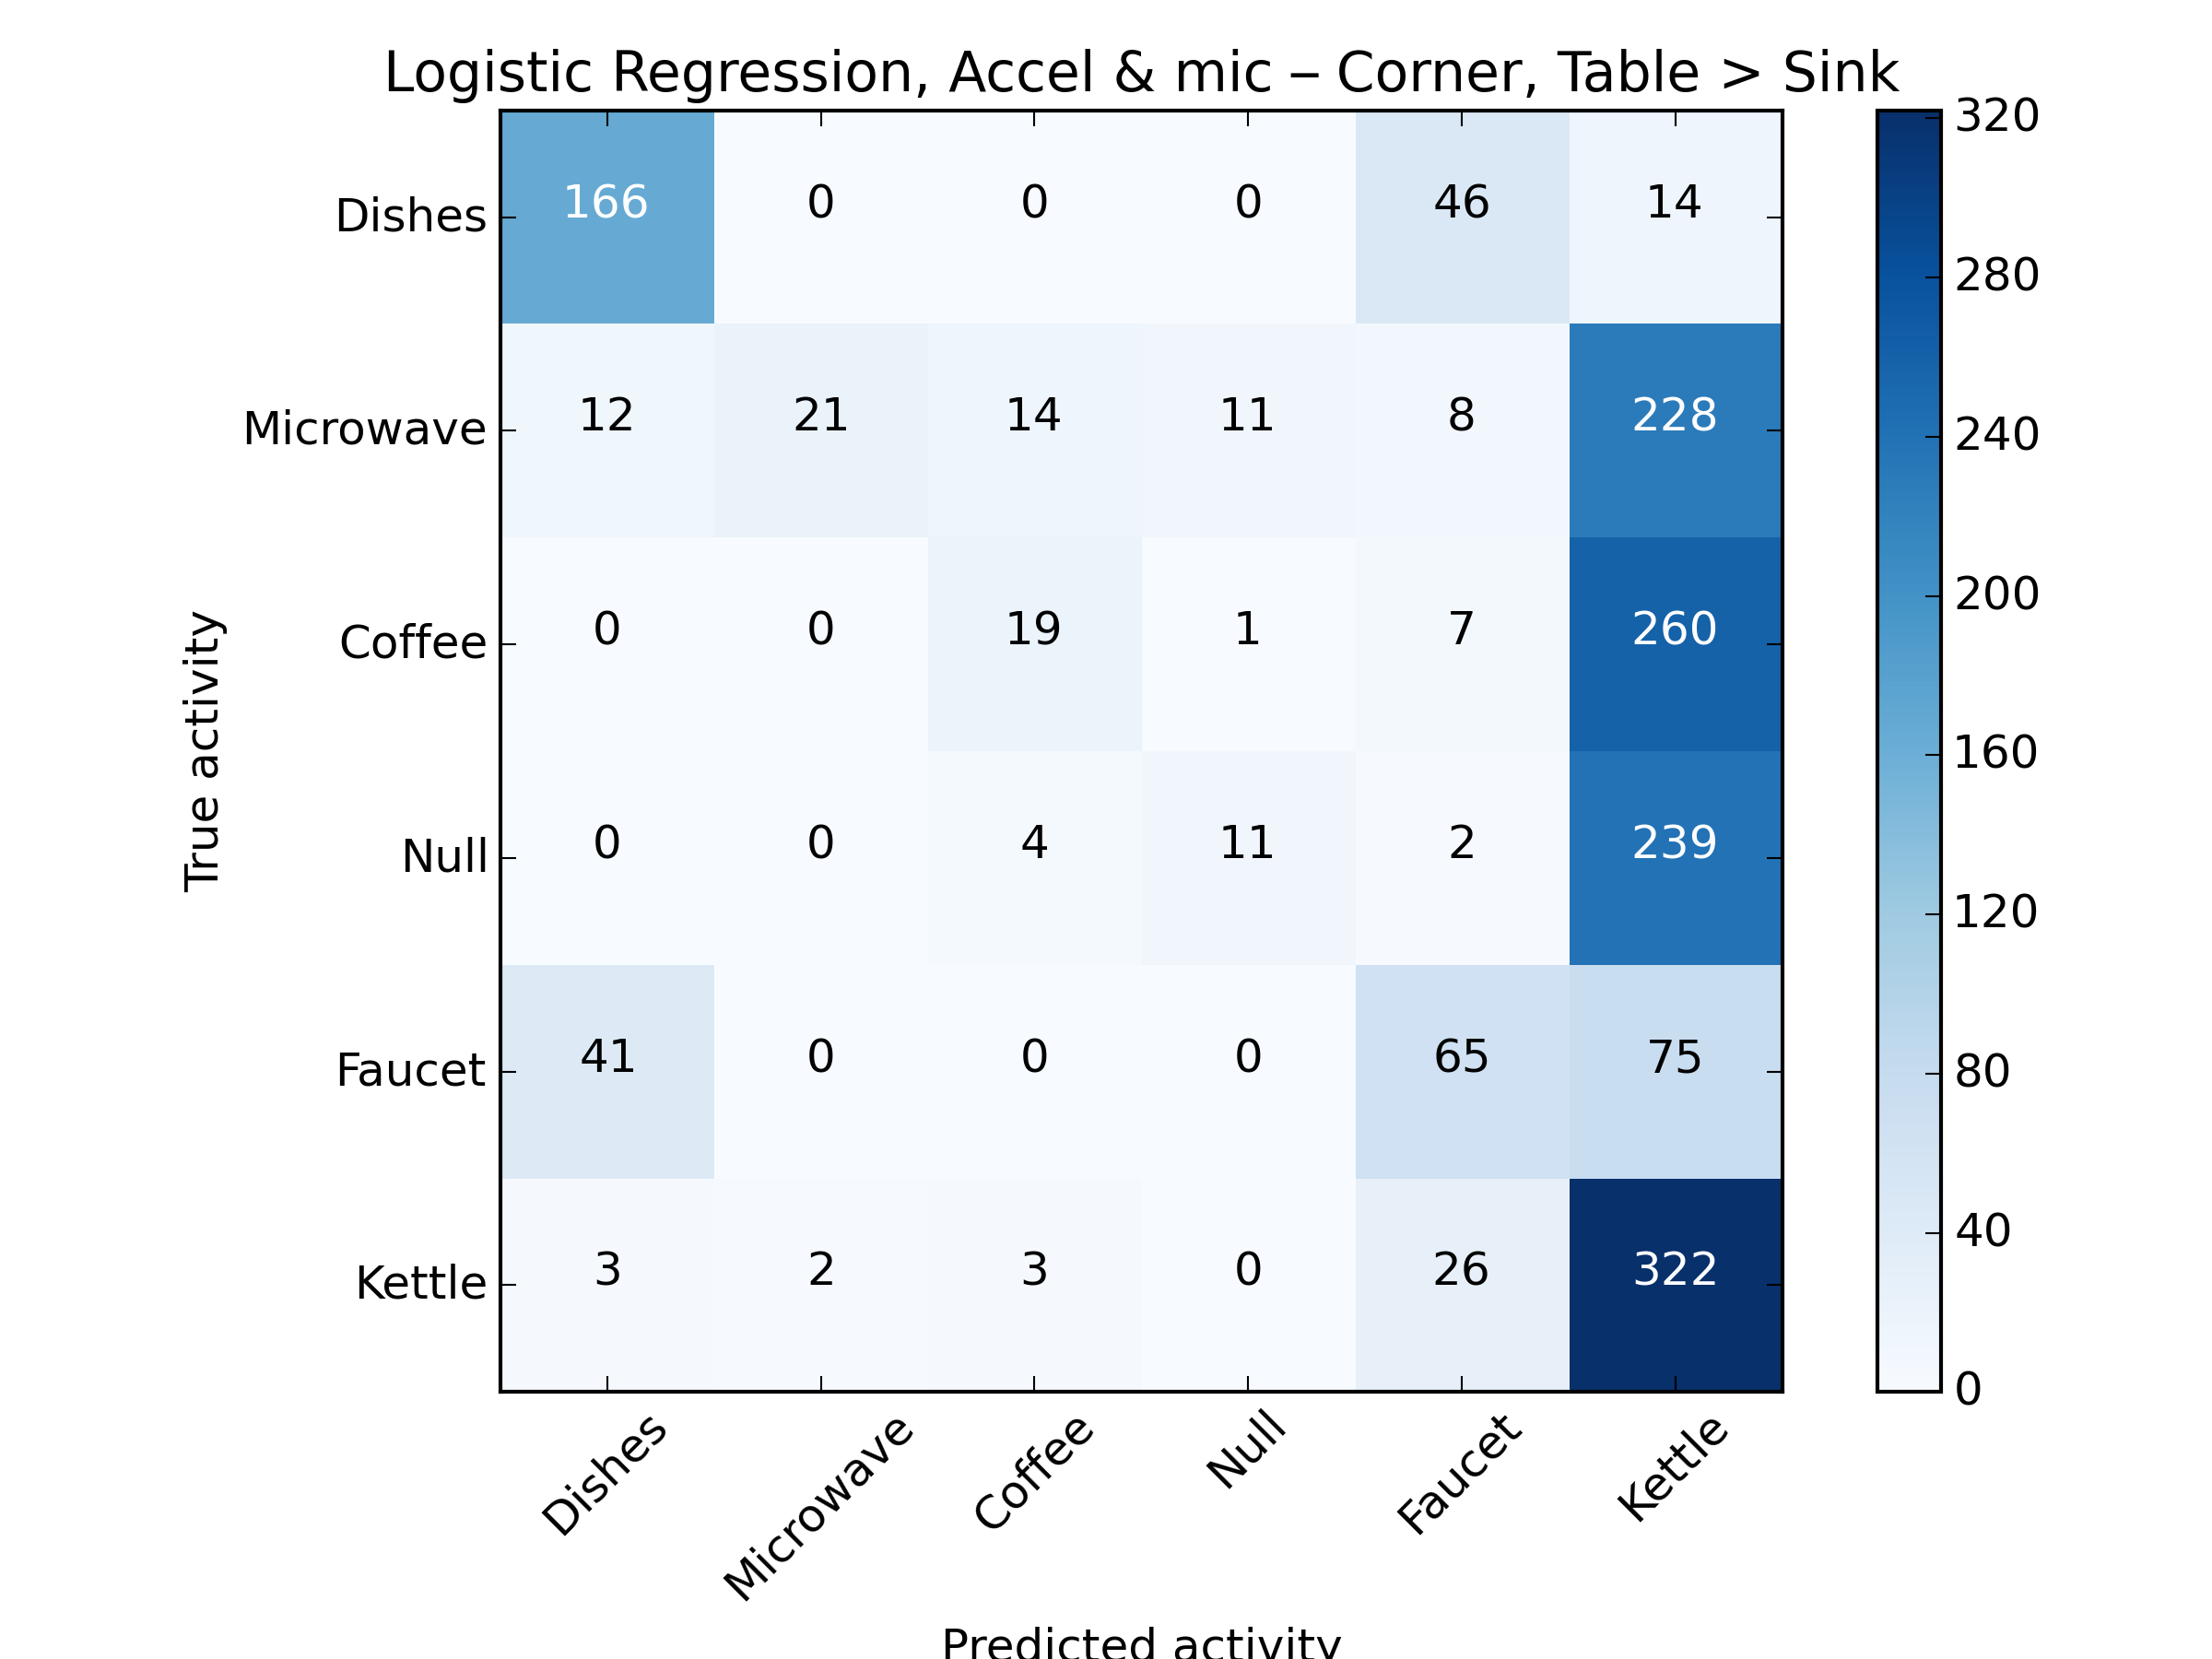 Logistic Regression, Accel & mic – Corner, Table > Sink
320
Dishes 166 0 0 0 46 14
280
Microwave 12 21 14 11 8 228
240
200
Coffee 0 0 19 1 7 260
160
True activity
Null 0 0 4 11 2 239
120
Faucet 41 0 0 0 65 75
80
40
Kettle 3 2 3 0 26 322
0
Dishes Microwave Coffee Null Faucet Kettle
Predicted activity